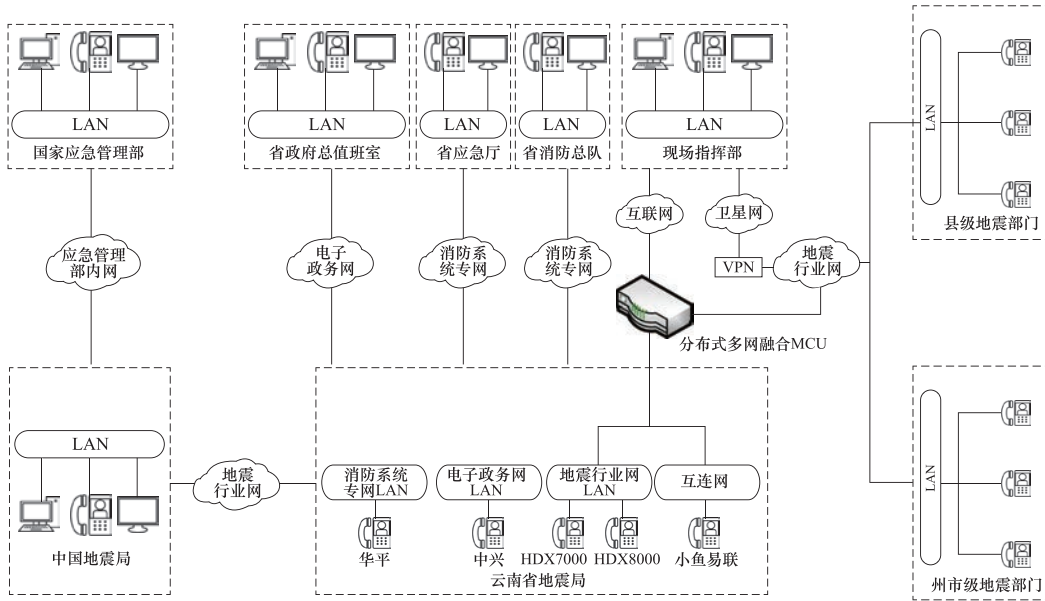 LAN
国家应急管理部
LAN
省政府总值班室
LAN
省应急厅
LAN
省消防总队
LAN
现场指挥部
LAN
县级地震部门
应急管理
部内网
电子
政务网
消防系
统专网
消防系
统专网
互联网
卫星网
VPN
地震
行业网
分布式多网融合MCU
LAN
中国地震局
地震
行业网
消防系统
专网LAN
电子政务网
LAN
地震行业网
LAN
互连网
华平
中兴
HDX7000
HDX8000
小鱼易联
云南省地震局
LAN
州市级地震部门